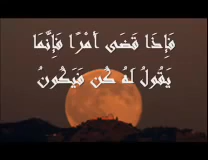 فَإِذَا قَضَى أَمْرًا فَإِنَّمَا
يَقُولُ لَهُ كُن فَيَكُونُ